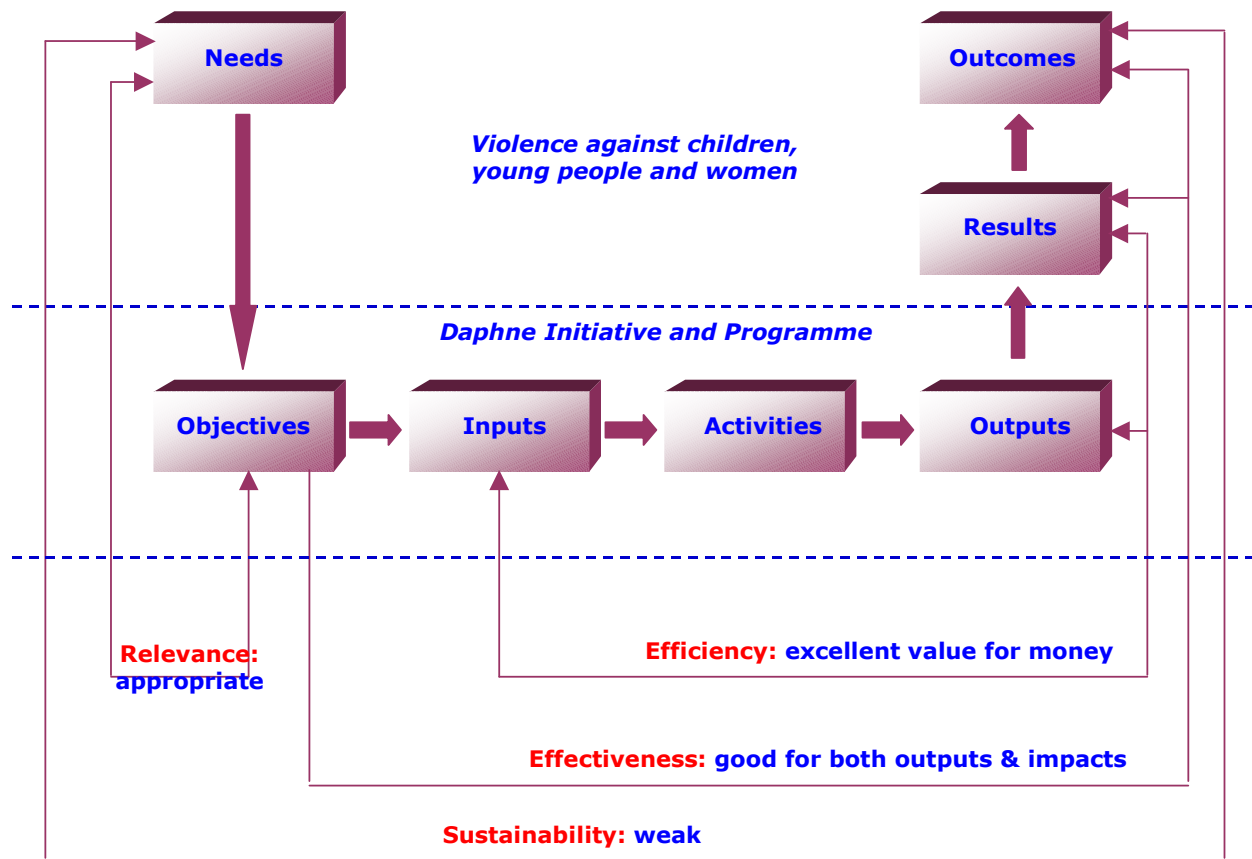 Needs
Outcomes
Violence against children,
young people and women
Results
Daphne Initiative and Programme
Objectives
Inputs
Activities
Outputs
Relevance:
appropriate
Efficiency: excellent value for money
Effectiveness: good for both outputs & impacts
Sustainability: weak